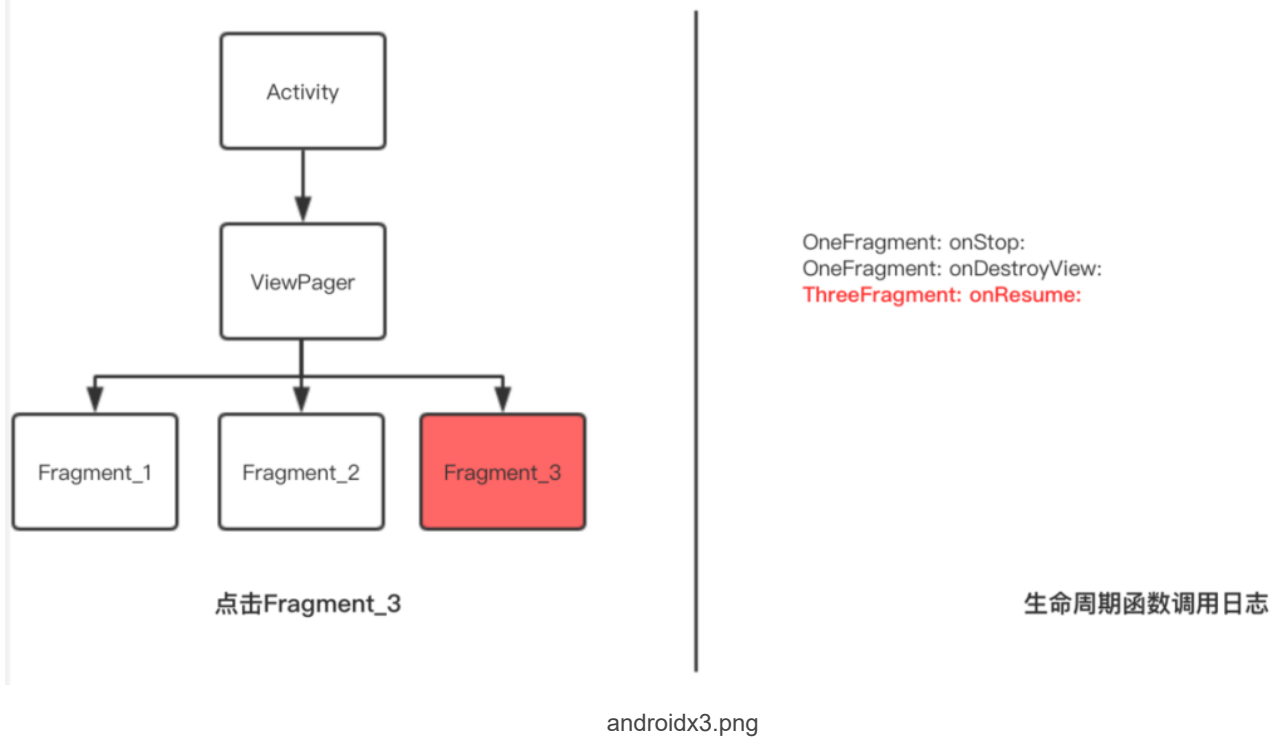 Activity
ViewPager
Fragment_1
Fragment_2
Fragment_3
点击Fragment_3
OneFragment: onStop:
OneFragment: onDestroyView:
ThreeFragment: onResume:
生命周期函数调用日志
androidx3.png